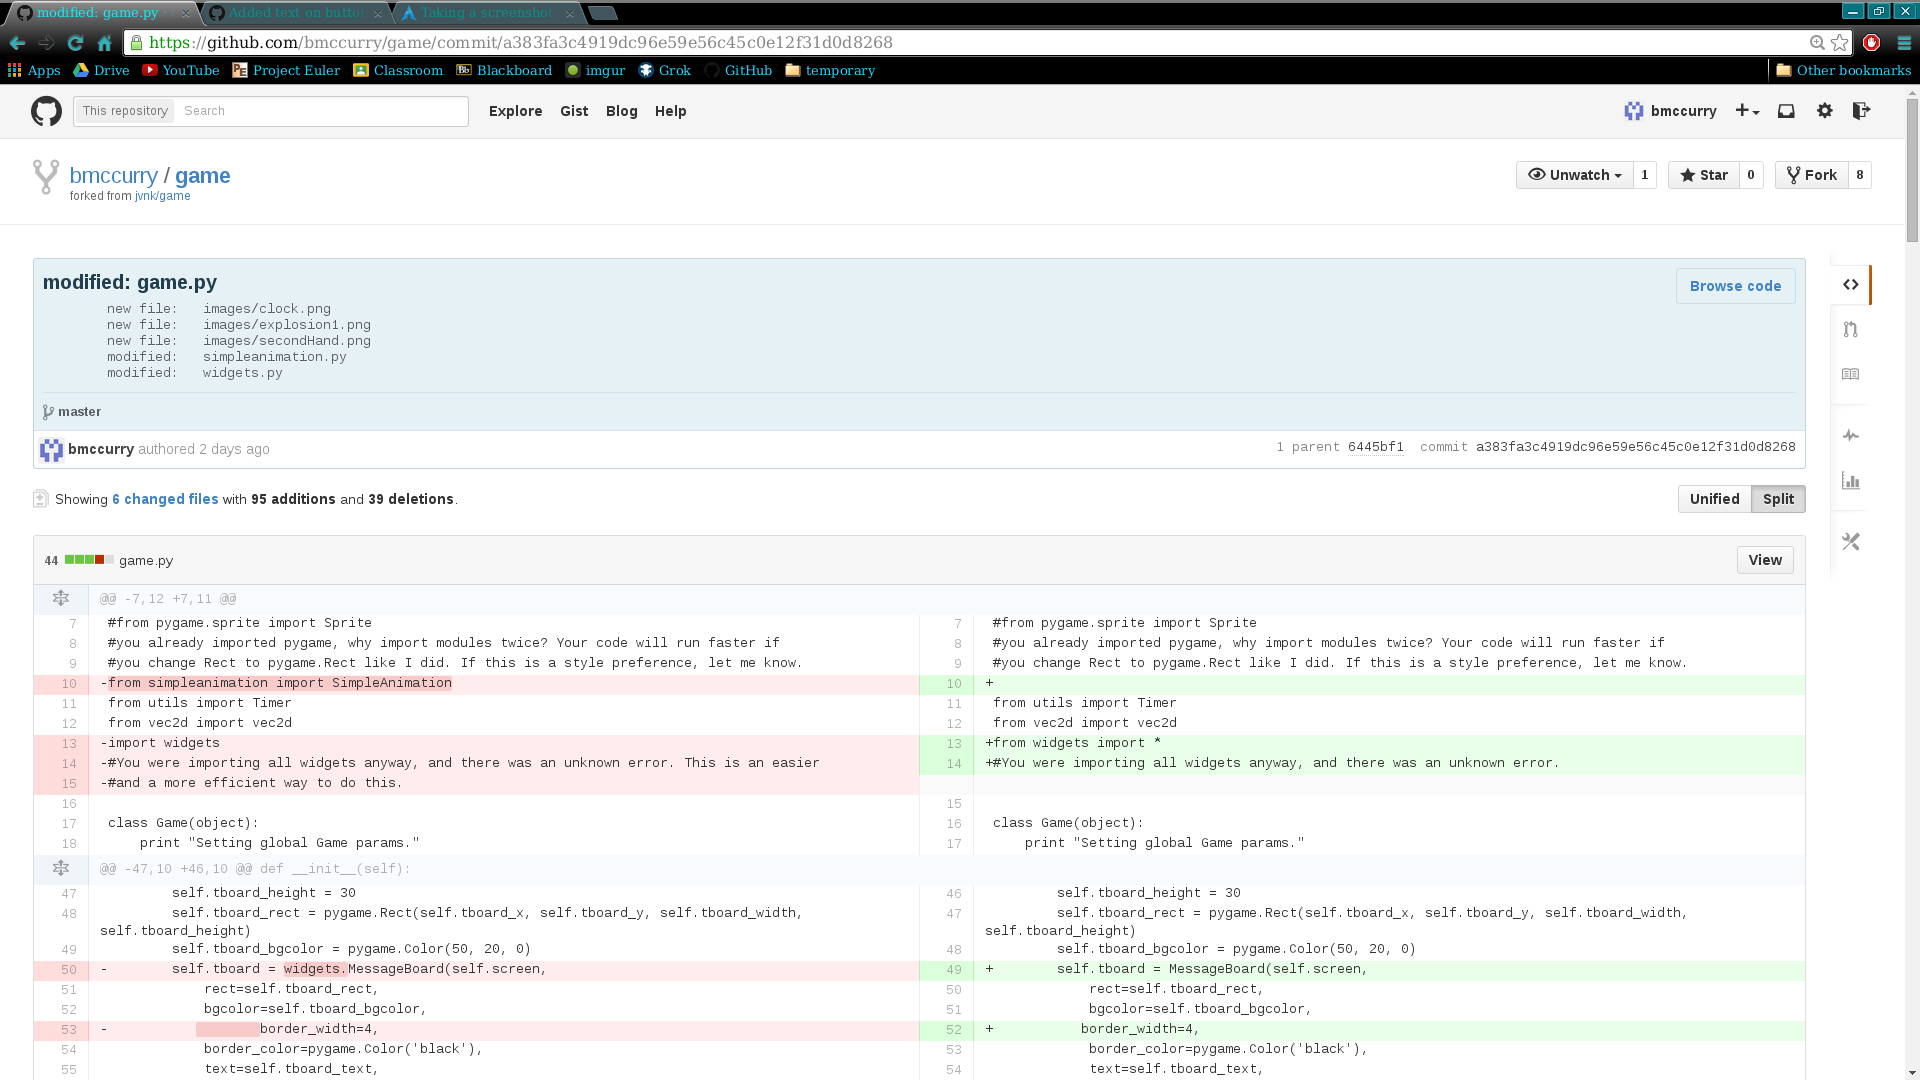 modified: game.py
Added text on button
Taking a screenshot
https://github.com/bmccurry/game/commit/a383fa3c4919dc96e59e56c45c0e12f31d0d8268
Apps Drive YouTube Project Euler Classroom Blackboard imgur Grok GitHub temporary Other bookmarks
This repository Search Explore Gist Blog Help bmccurry
bmccurry / game Unwatch 1 Star 0 Fork 8
forked from jvnk/game
modified: game.py Browse code
new file: images/clock.png
new file: images/explosion1.png
new file: images/secondHand.png
modified: simpleanimation.py
modified: widgets.py
master
bmccurry authored 2 days ago 1 parent 6445bf1 commit a383fa3c4919dc96e59e56c45c0e12f31d0d8268
Showing 6 changed files with 95 additions and 39 deletions. Unified Split
44 game.py View
@@ -7,12 +7,11 @@
7 #from pygame.sprite import Sprite 7 #from pygame.sprite import Sprite
8 #you already imported pygame, why import modules twice? Your code will run faster if 8 #you already imported pygame, why import modules twice? Your code will run faster if
9 #you change Rect to pygame.Rect like I did. If this is a style preference, let me know. 9 #you change Rect to pygame.Rect like I did. If this is a style preference, let me know.
10 -from simpleanimation import SimpleAnimation 10 +
11 from utils import Timer 11 from utils import Timer
12 from vec2d import vec2d 12 from vec2d import vec2d
13 -import widgets 13 +from widgets import *
14 -#You were importing all widgets anyway, and there was an unknown error. This is an easier 14 +#You were importing all widgets anyway, and there was an unknown error.
15 -#and a more efficient way to do this.
16 15
17 class Game(object): 16 class Game(object):
18 print "Setting global Game params." 17 print "Setting global Game params."
@@ -47,10 +46,10 @@ def __init__(self):
47 self.tboard_height = 30 46 self.tboard_height = 30
48 self.tboard_rect = pygame.Rect(self.tboard_x, self.tboard_y, self.tboard_width, 47 self.tboard_rect = pygame.Rect(self.tboard_x, self.tboard_y, self.tboard_width,
self.tboard_height) self.tboard_height)
49 self.tboard_bgcolor = pygame.Color(50, 20, 0) 48 self.tboard_bgcolor = pygame.Color(50, 20, 0)
50 - self.tboard = widgets.MessageBoard(self.screen, 49 + self.tboard = MessageBoard(self.screen,
51 rect=self.tboard_rect, 50 rect=self.tboard_rect,
52 bgcolor=self.tboard_bgcolor, 51 bgcolor=self.tboard_bgcolor,
53 - border_width=4, 52 + border_width=4,
54 border_color=pygame.Color('black'), 53 border_color=pygame.Color('black'),
55 text=self.tboard_text, 54 text=self.tboard_text,